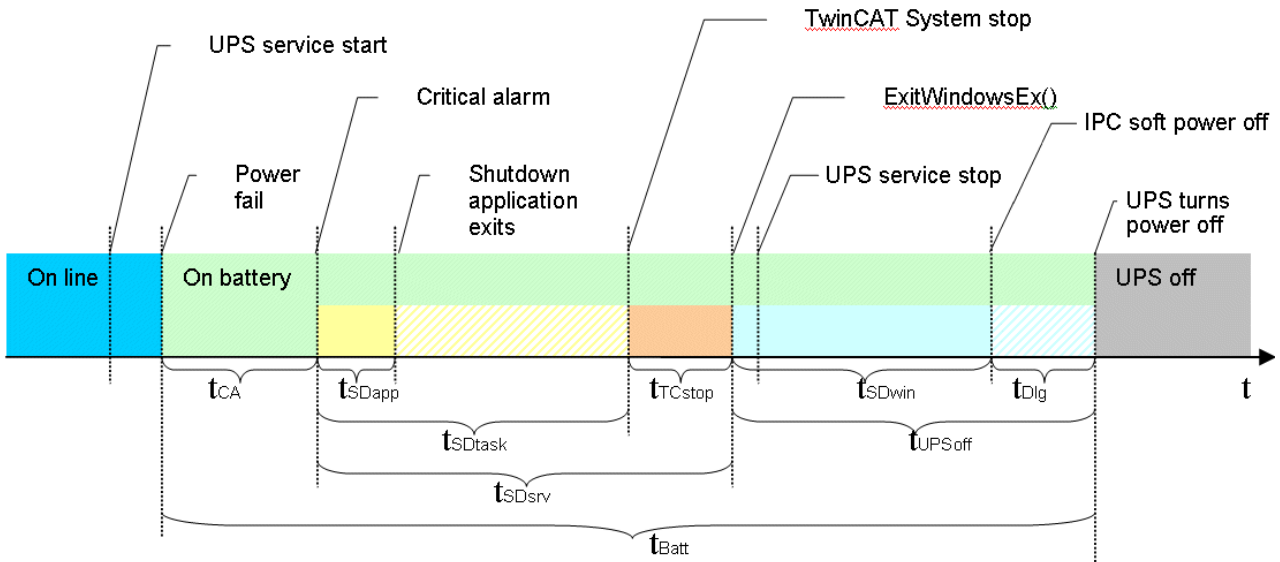 TwinCAT System stop
UPS service start
Critical alarm
ExitWindowsEx()
IPC soft power off
Power
fail
Shutdown
application
exits
UPS service stop
UPS turns
power off
On line
On battery
UPS off
tCA
tSDapp
tTCstop
tSDwin
tDlg
t
tSDtask
tUPSoff
tSDsrv
tBatt